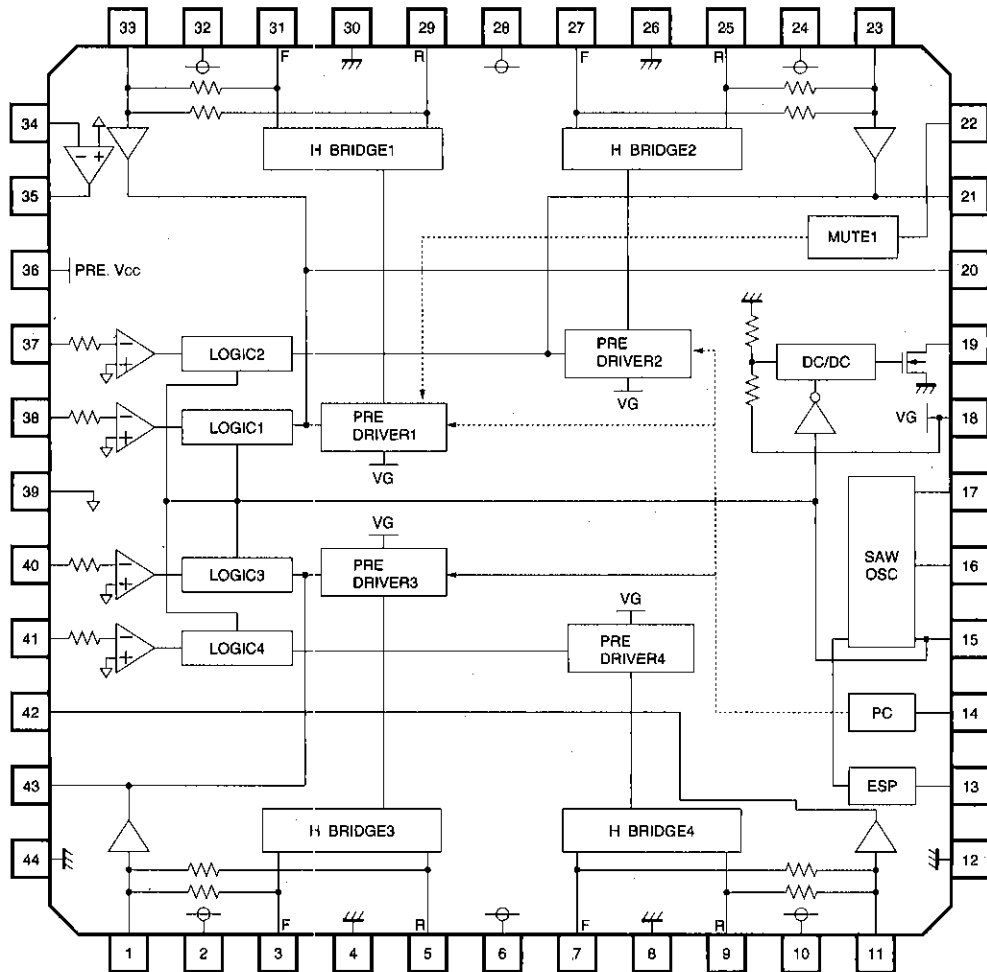 33 32 31 30 29 28 27 26 25 24 23
F R F R
34 22
− +
H BRIDGE1 H BRIDGE2
35 21
MUTE1
36 PRE. Vcc 20
37 − + LOGIC2 PRE DRIVER2 DC/DC 19
VG
38 − + LOGIC1 PRE DRIVER1 VG 18
VG
39 17
VG
40 − + LOGIC3 PRE DRIVER3 SAW OSC 16
VG
41 − + LOGIC4 PRE DRIVER4 15
42 PC 14
43 ESP 13
H BRIDGE3 H BRIDGE4
44 12
F R F R
1 2 3 4 5 6 7 8 9 10 11